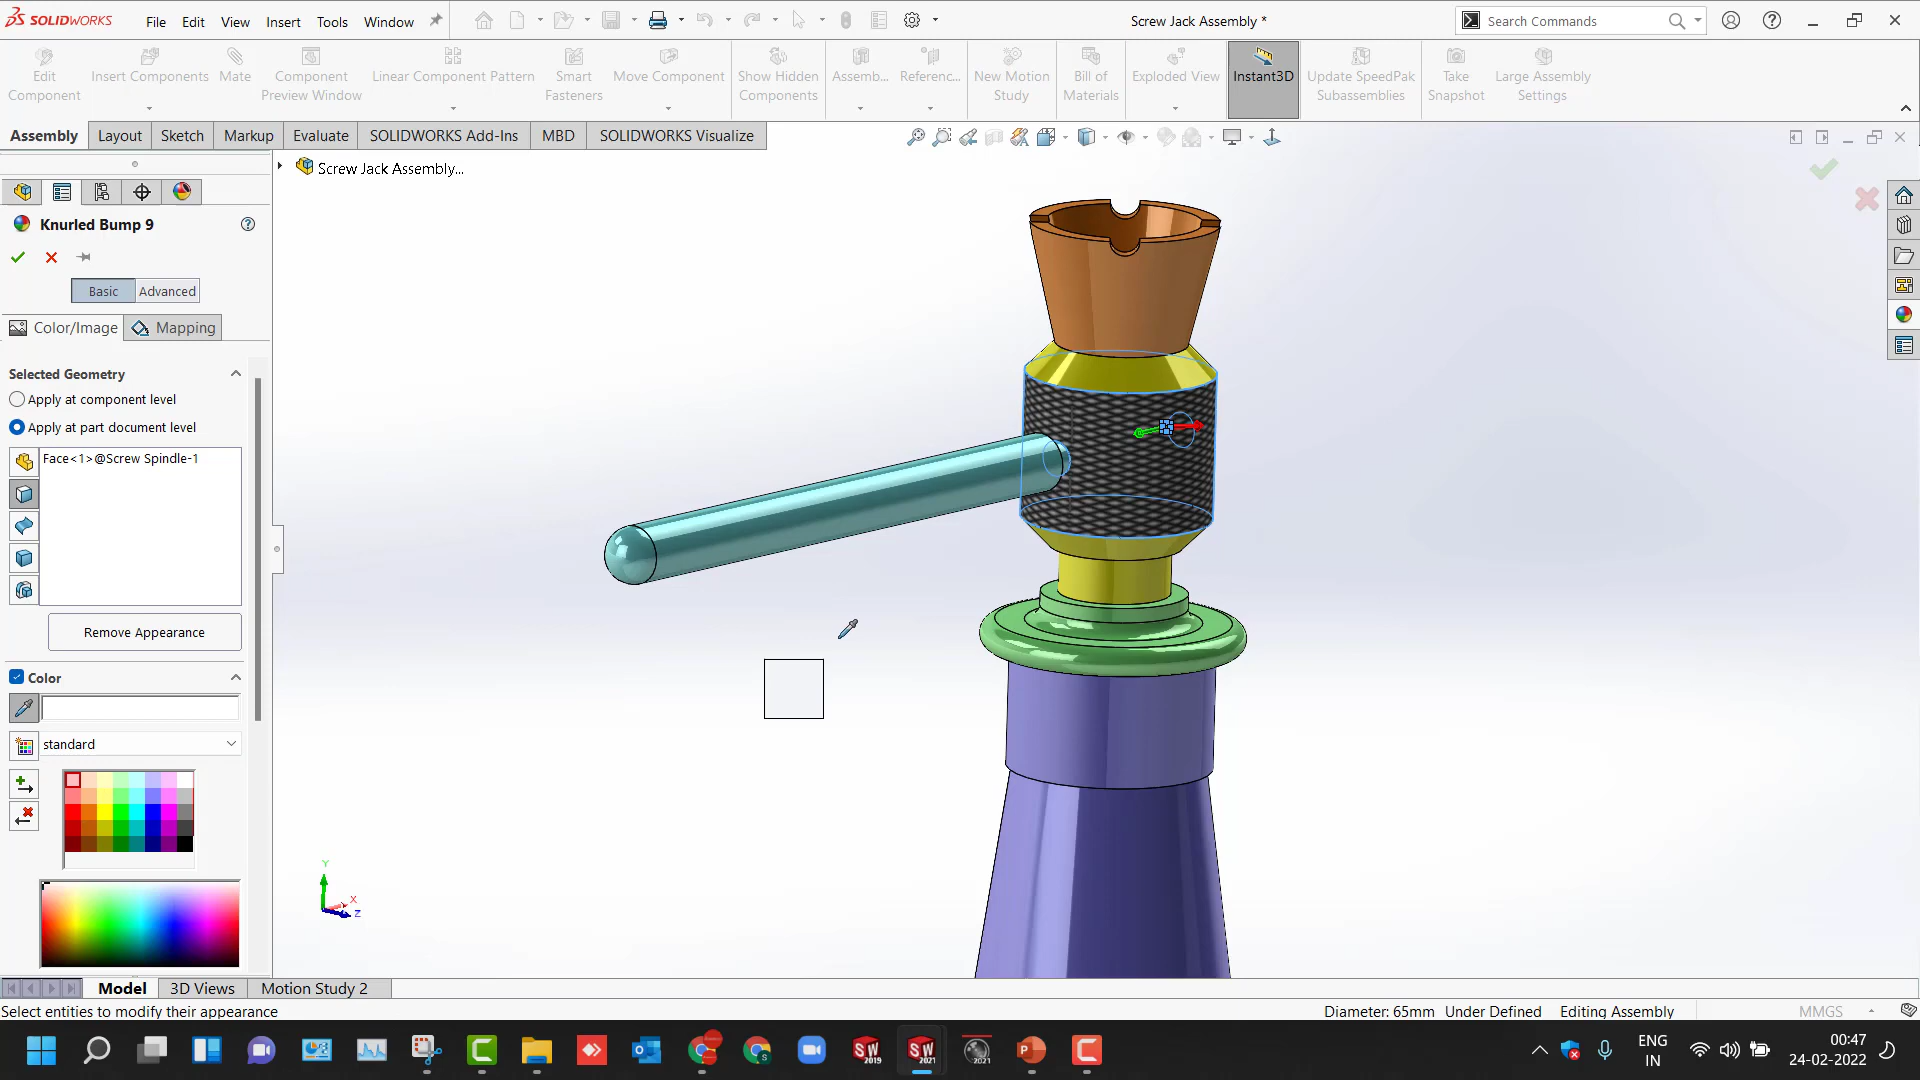 SOLIDWORKS File Edit View Insert Tools Window Screw Jack Assembly * Search Commands
Edit Component
Insert Components
Mate
Component Preview Window
Linear Component Pattern
Smart Fasteners
Move Component
Show Hidden Components
Assemb...
Referenc...
New Motion Study
Bill of Materials
Exploded View
Instant3D
Update SpeedPak Subassemblies
Take Snapshot
Large Assembly Settings
Assembly Layout Sketch Markup Evaluate SOLIDWORKS Add-Ins MBD SOLIDWORKS Visualize
Screw Jack Assembly...
Knurled Bump 9
Basic Advanced
Color/Image Mapping
Selected Geometry
Apply at component level
Apply at part document level
Face<1>@Screw Spindle-1
Remove Appearance
Color
standard
Y
X
Z
Model 3D Views Motion Study 2
Select entities to modify their appearance Diameter: 65mm Under Defined Editing Assembly MMGS
SW 2019
SW 2021
2021
ENG
IN
00:47
24-02-2022